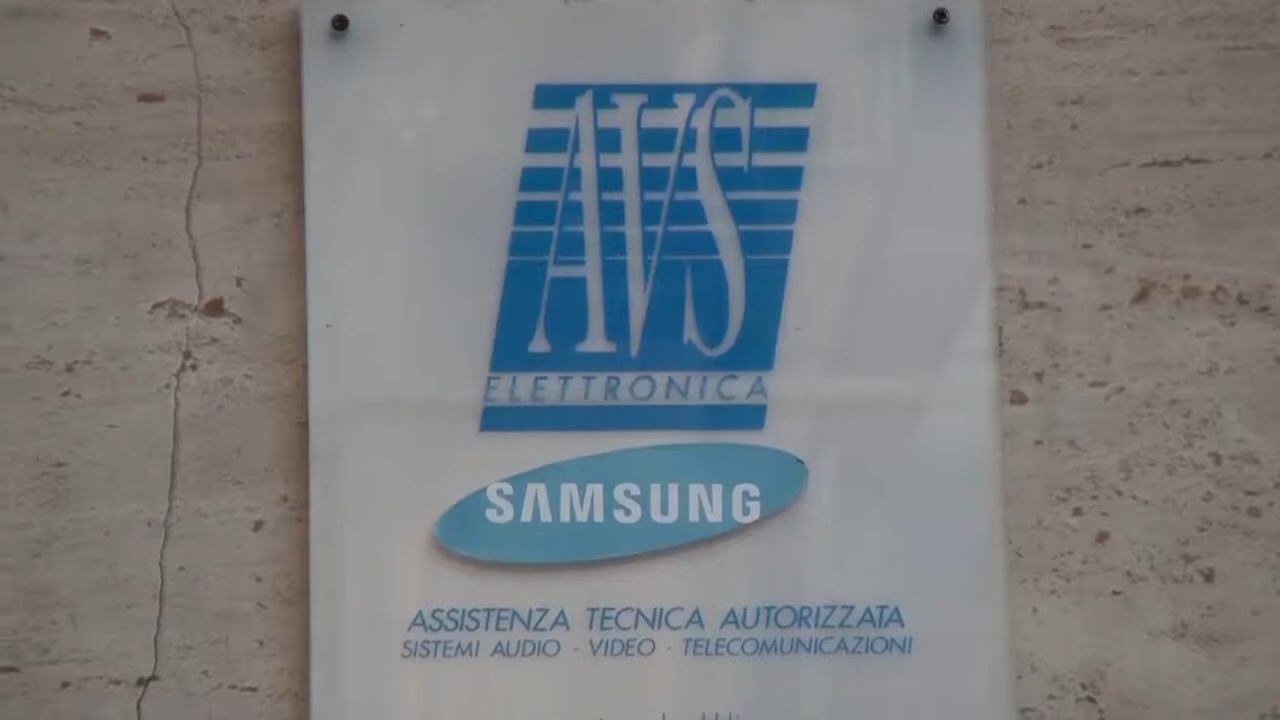 AVS
ELETTRONICA
SAMSUNG
ASSISTENZA TECNICA AUTORIZZATA
SISTEMI AUDIO - VIDEO - TELECOMUNICAZIONI